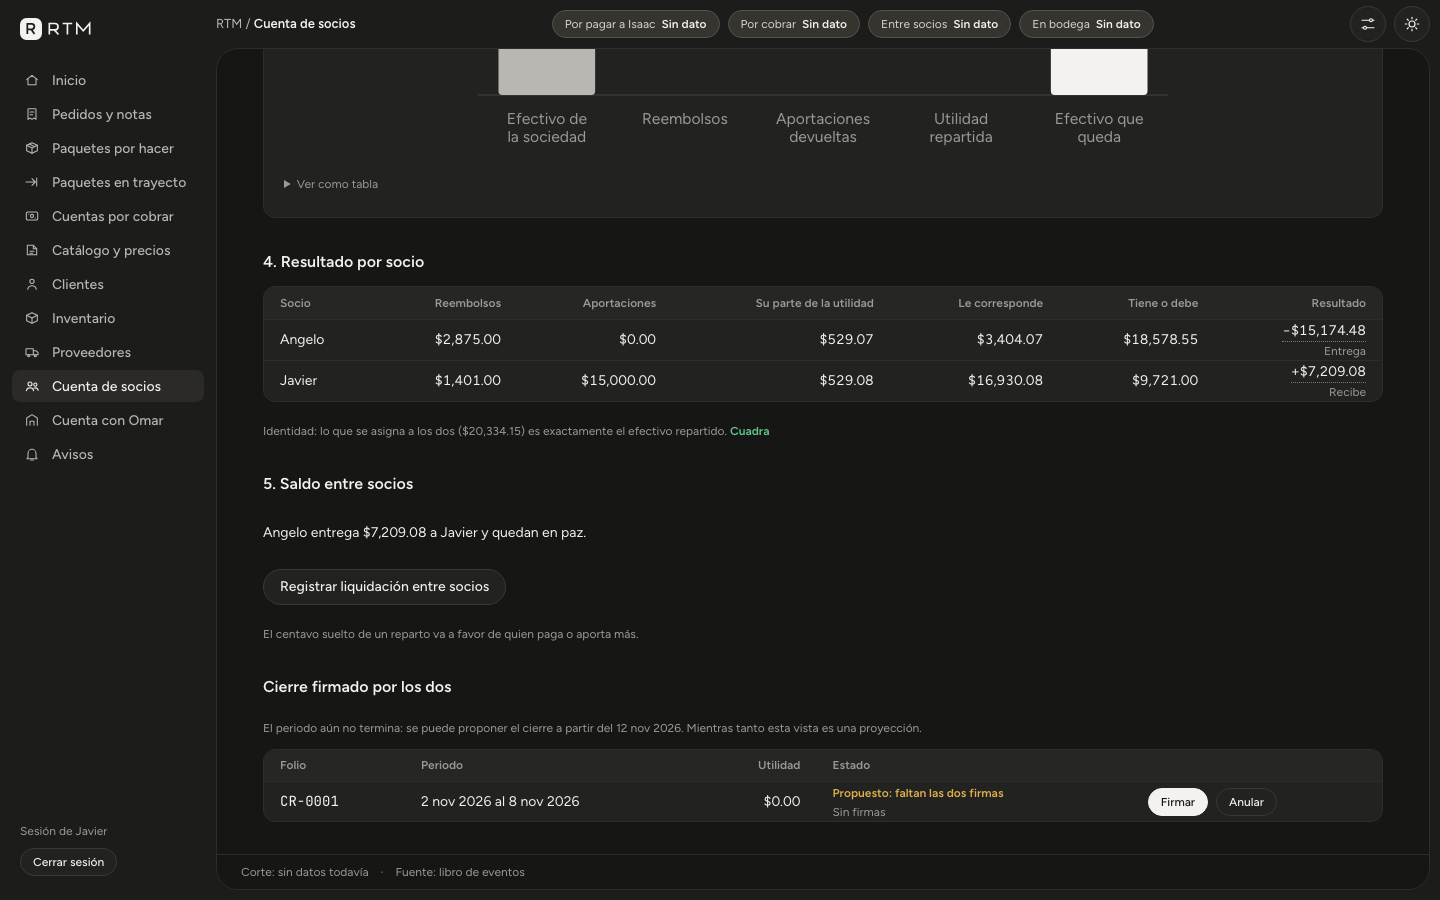 R RTM
RTM / Cuenta de socios
Por pagar a Isaac Sin dato
Por cobrar Sin dato
Entre socios Sin dato
En bodega Sin dato
Inicio
Pedidos y notas
Paquetes por hacer
Paquetes en trayecto
Cuentas por cobrar
Catálogo y precios
Clientes
Inventario
Proveedores
Cuenta de socios
Cuenta con Omar
Avisos
Sesión de Javier
Cerrar sesión
Efectivo de
la sociedad
Reembolsos
Aportaciones
devueltas
Utilidad
repartida
Efectivo que
queda
Ver como tabla
4. Resultado por socio
Socio Reembolsos Aportaciones Su parte de la utilidad Le corresponde Tiene o debe Resultado
Angelo $2,875.00 $0.00 $529.07 $3,404.07 $18,578.55 −$15,174.48
Entrega
Javier $1,401.00 $15,000.00 $529.08 $16,930.08 $9,721.00 +$7,209.08
Recibe
Identidad: lo que se asigna a los dos ($20,334.15) es exactamente el efectivo repartido. Cuadra
5. Saldo entre socios
Angelo entrega $7,209.08 a Javier y quedan en paz.
Registrar liquidación entre socios
El centavo suelto de un reparto va a favor de quien paga o aporta más.
Cierre firmado por los dos
El periodo aún no termina: se puede proponer el cierre a partir del 12 nov 2026. Mientras tanto esta vista es una proyección.
Folio Periodo Utilidad Estado
CR-0001 2 nov 2026 al 8 nov 2026 $0.00 Propuesto: faltan las dos firmas
Sin firmas
Firmar Anular
Corte: sin datos todavía · Fuente: libro de eventos